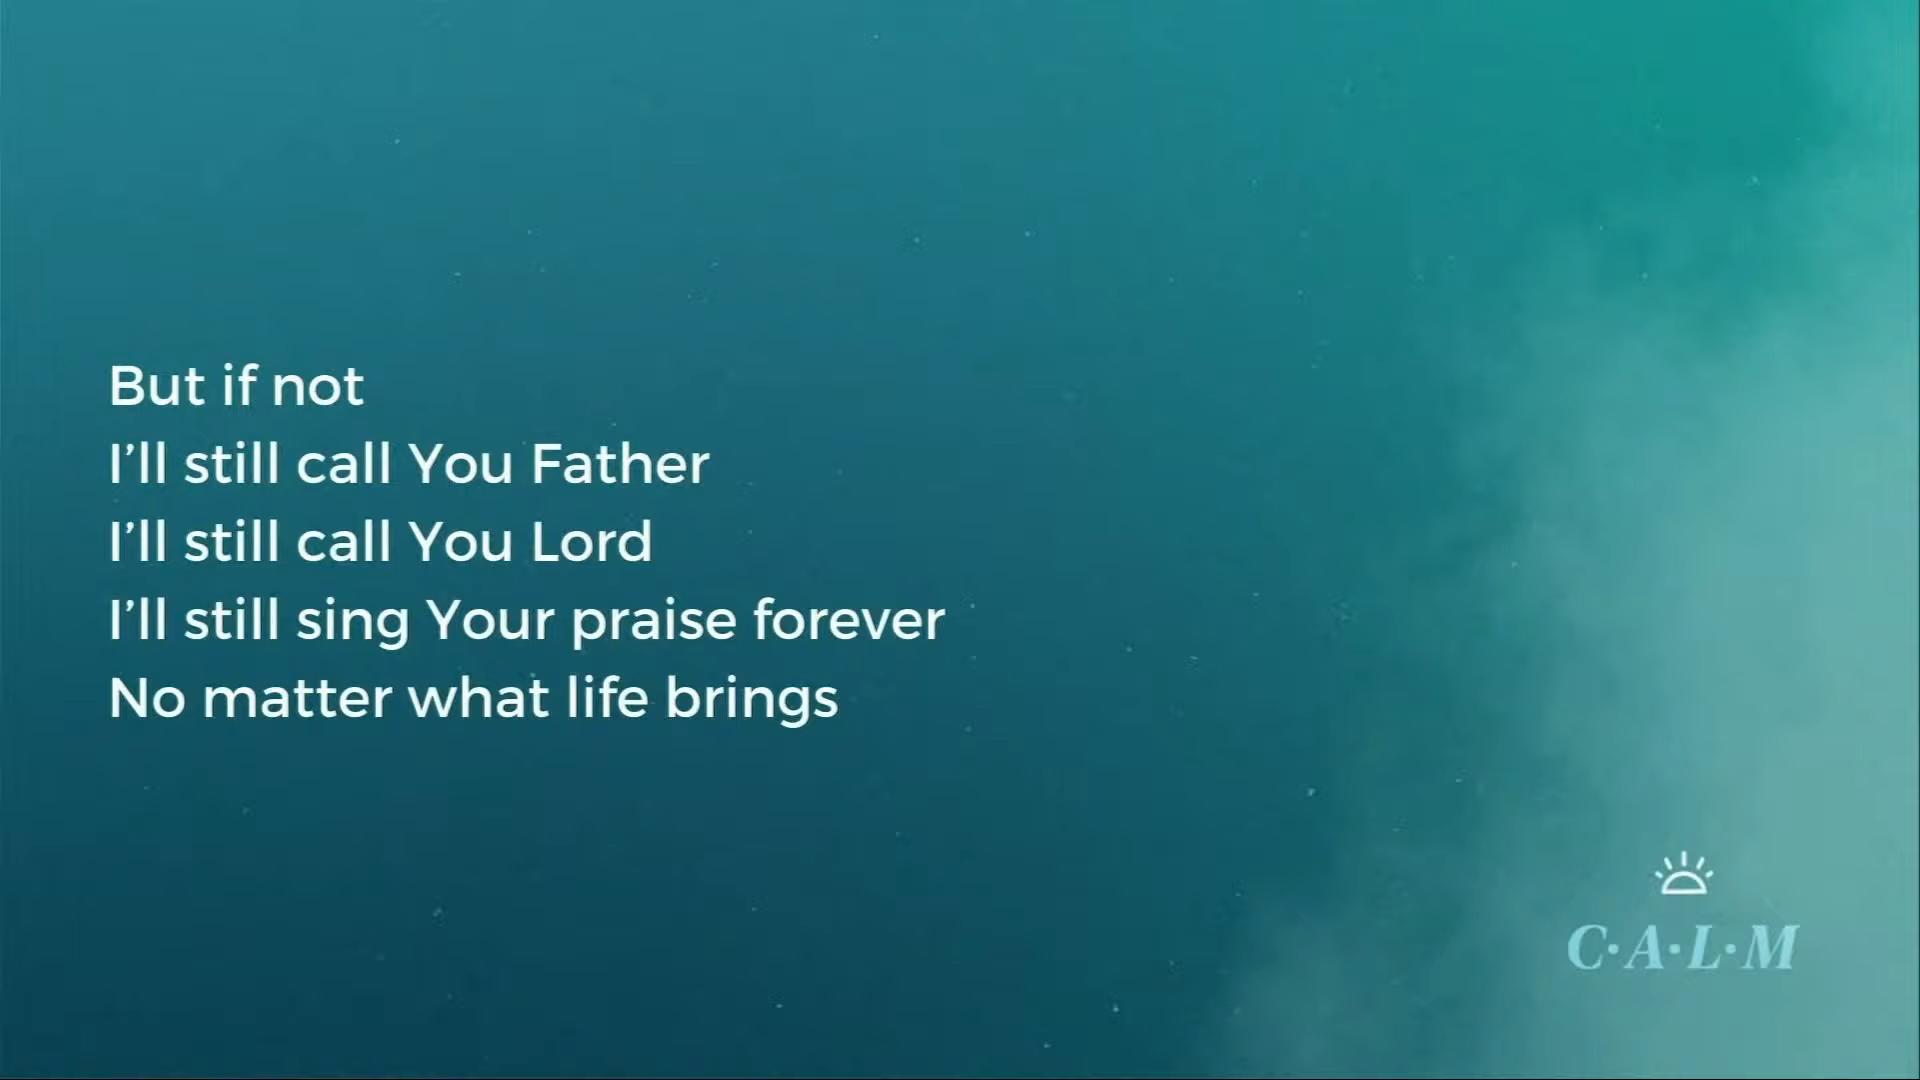 But if not
I’ll still call You Father
I’ll still call You Lord
I’ll still sing Your praise forever
No matter what life brings
C·A·L·M